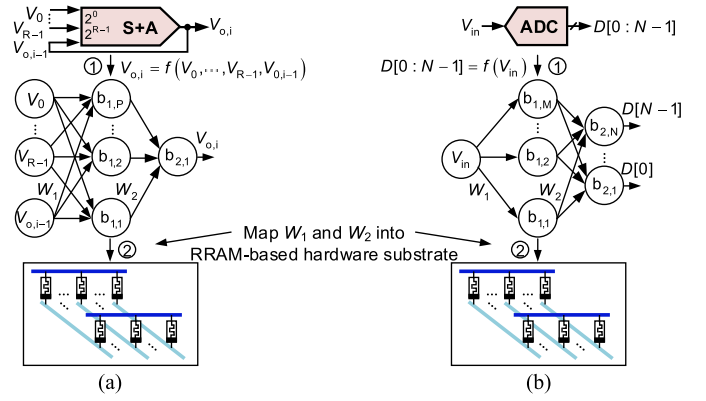 V0
⋮
VR−1
Vo,i−1
2^0
2^R-1
S+A
Vo,i
① Vo,i = f(V0,⋯,VR−1,V0,i−1)
V0
⋮
VR−1
Vo,i−1
W1
b1,P
⋮
b1,2
b1,1
W2
b2,1
Vo,i
②
... ...
... ...
(a)
Map W1 and W2 into
RRAM-based hardware substrate
Vin
ADC
D[0 : N−1]
D[0 : N−1] = f(Vin) ①
Vin
W1
b1,M
⋮
b1,2
b1,1
W2
b2,N
⋮
b2,1
D[N−1]
D[0]
②
... ...
... ...
(b)